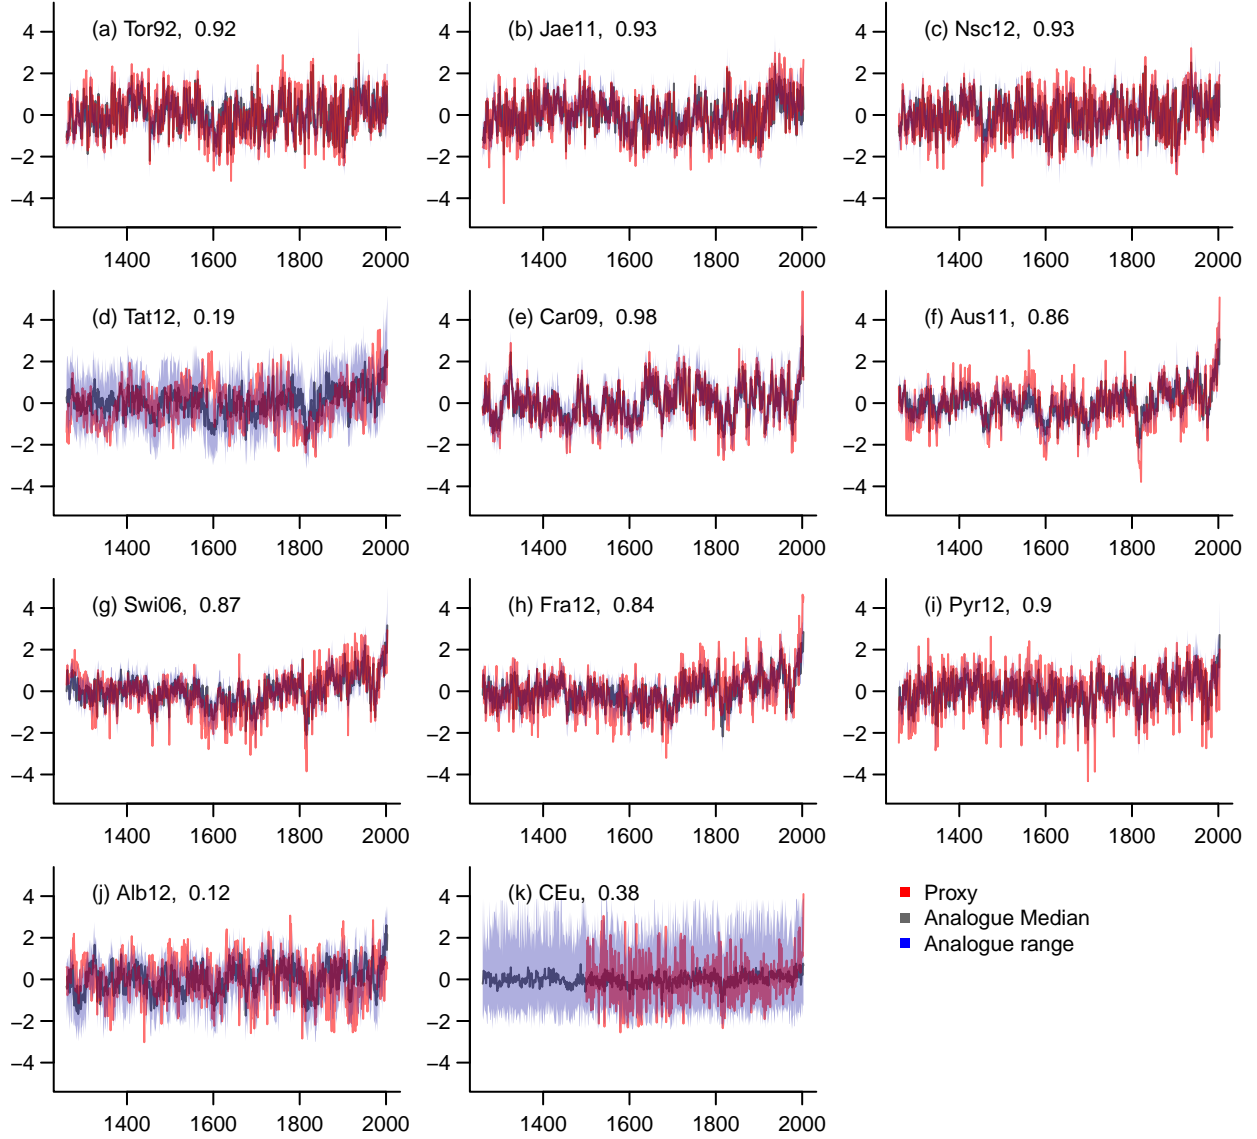 (a) Tor92, 0.92
4
2
0
−2
−4
1400 1600 1800 2000
(b) Jae11, 0.93
4
2
0
−2
−4
1400 1600 1800 2000
(c) Nsc12, 0.93
4
2
0
−2
−4
1400 1600 1800 2000
(d) Tat12, 0.19
4
2
0
−2
−4
1400 1600 1800 2000
(e) Car09, 0.98
4
2
0
−2
−4
1400 1600 1800 2000
(f) Aus11, 0.86
4
2
0
−2
−4
1400 1600 1800 2000
(g) Swi06, 0.87
4
2
0
−2
−4
1400 1600 1800 2000
(h) Fra12, 0.84
4
2
0
−2
−4
1400 1600 1800 2000
(i) Pyr12, 0.9
4
2
0
−2
−4
1400 1600 1800 2000
(j) Alb12, 0.12
4
2
0
−2
−4
1400 1600 1800 2000
(k) CEu, 0.38
4
2
0
−2
−4
1400 1600 1800 2000
Proxy
Analogue Median
Analogue range